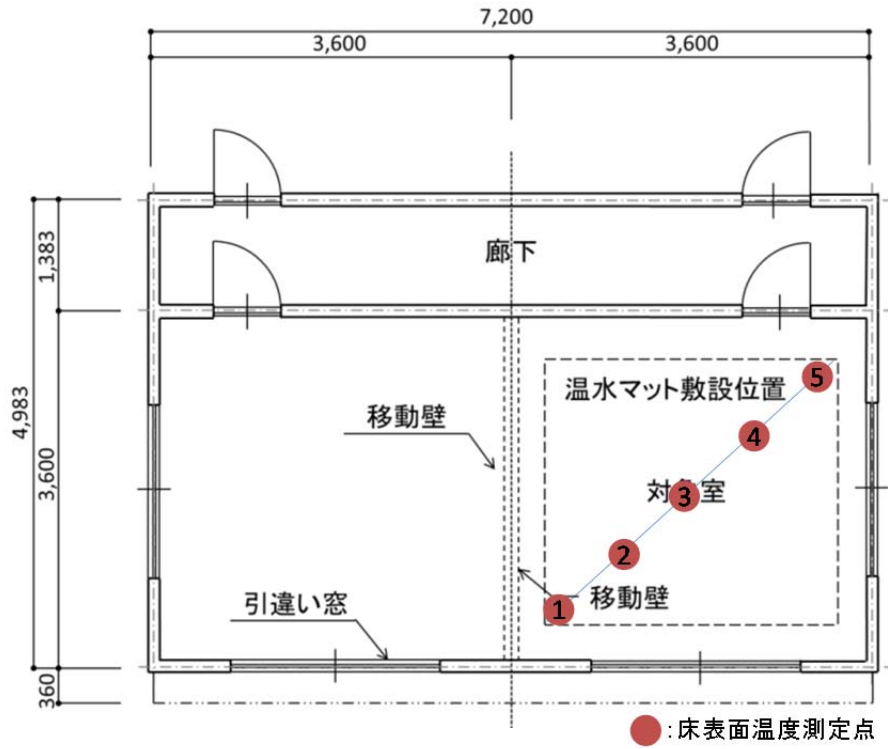 7,200
3,600
3,600
1,383
廊下
4,983
3,600
温水マット敷設位置
5
4
移動壁
対象室
3
2
1
移動壁
引違い窓
360
:床表面温度測定点